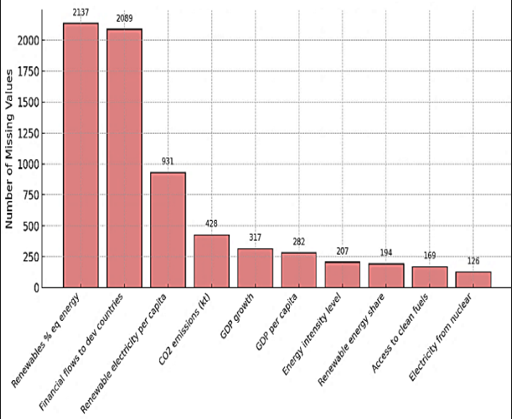 2137
2089
931
428
317
282
207
194
169
126
Number of Missing Values
2000
1750
1500
1250
1000
750
500
250
0
Renewables % eq energy
Financial flows to dev countries
Renewable electricity per capita
CO2 emissions (kt)
GDP growth
GDP per capita
Energy intensity level
Renewable energy share
Access to clean fuels
Electricity from nuclear